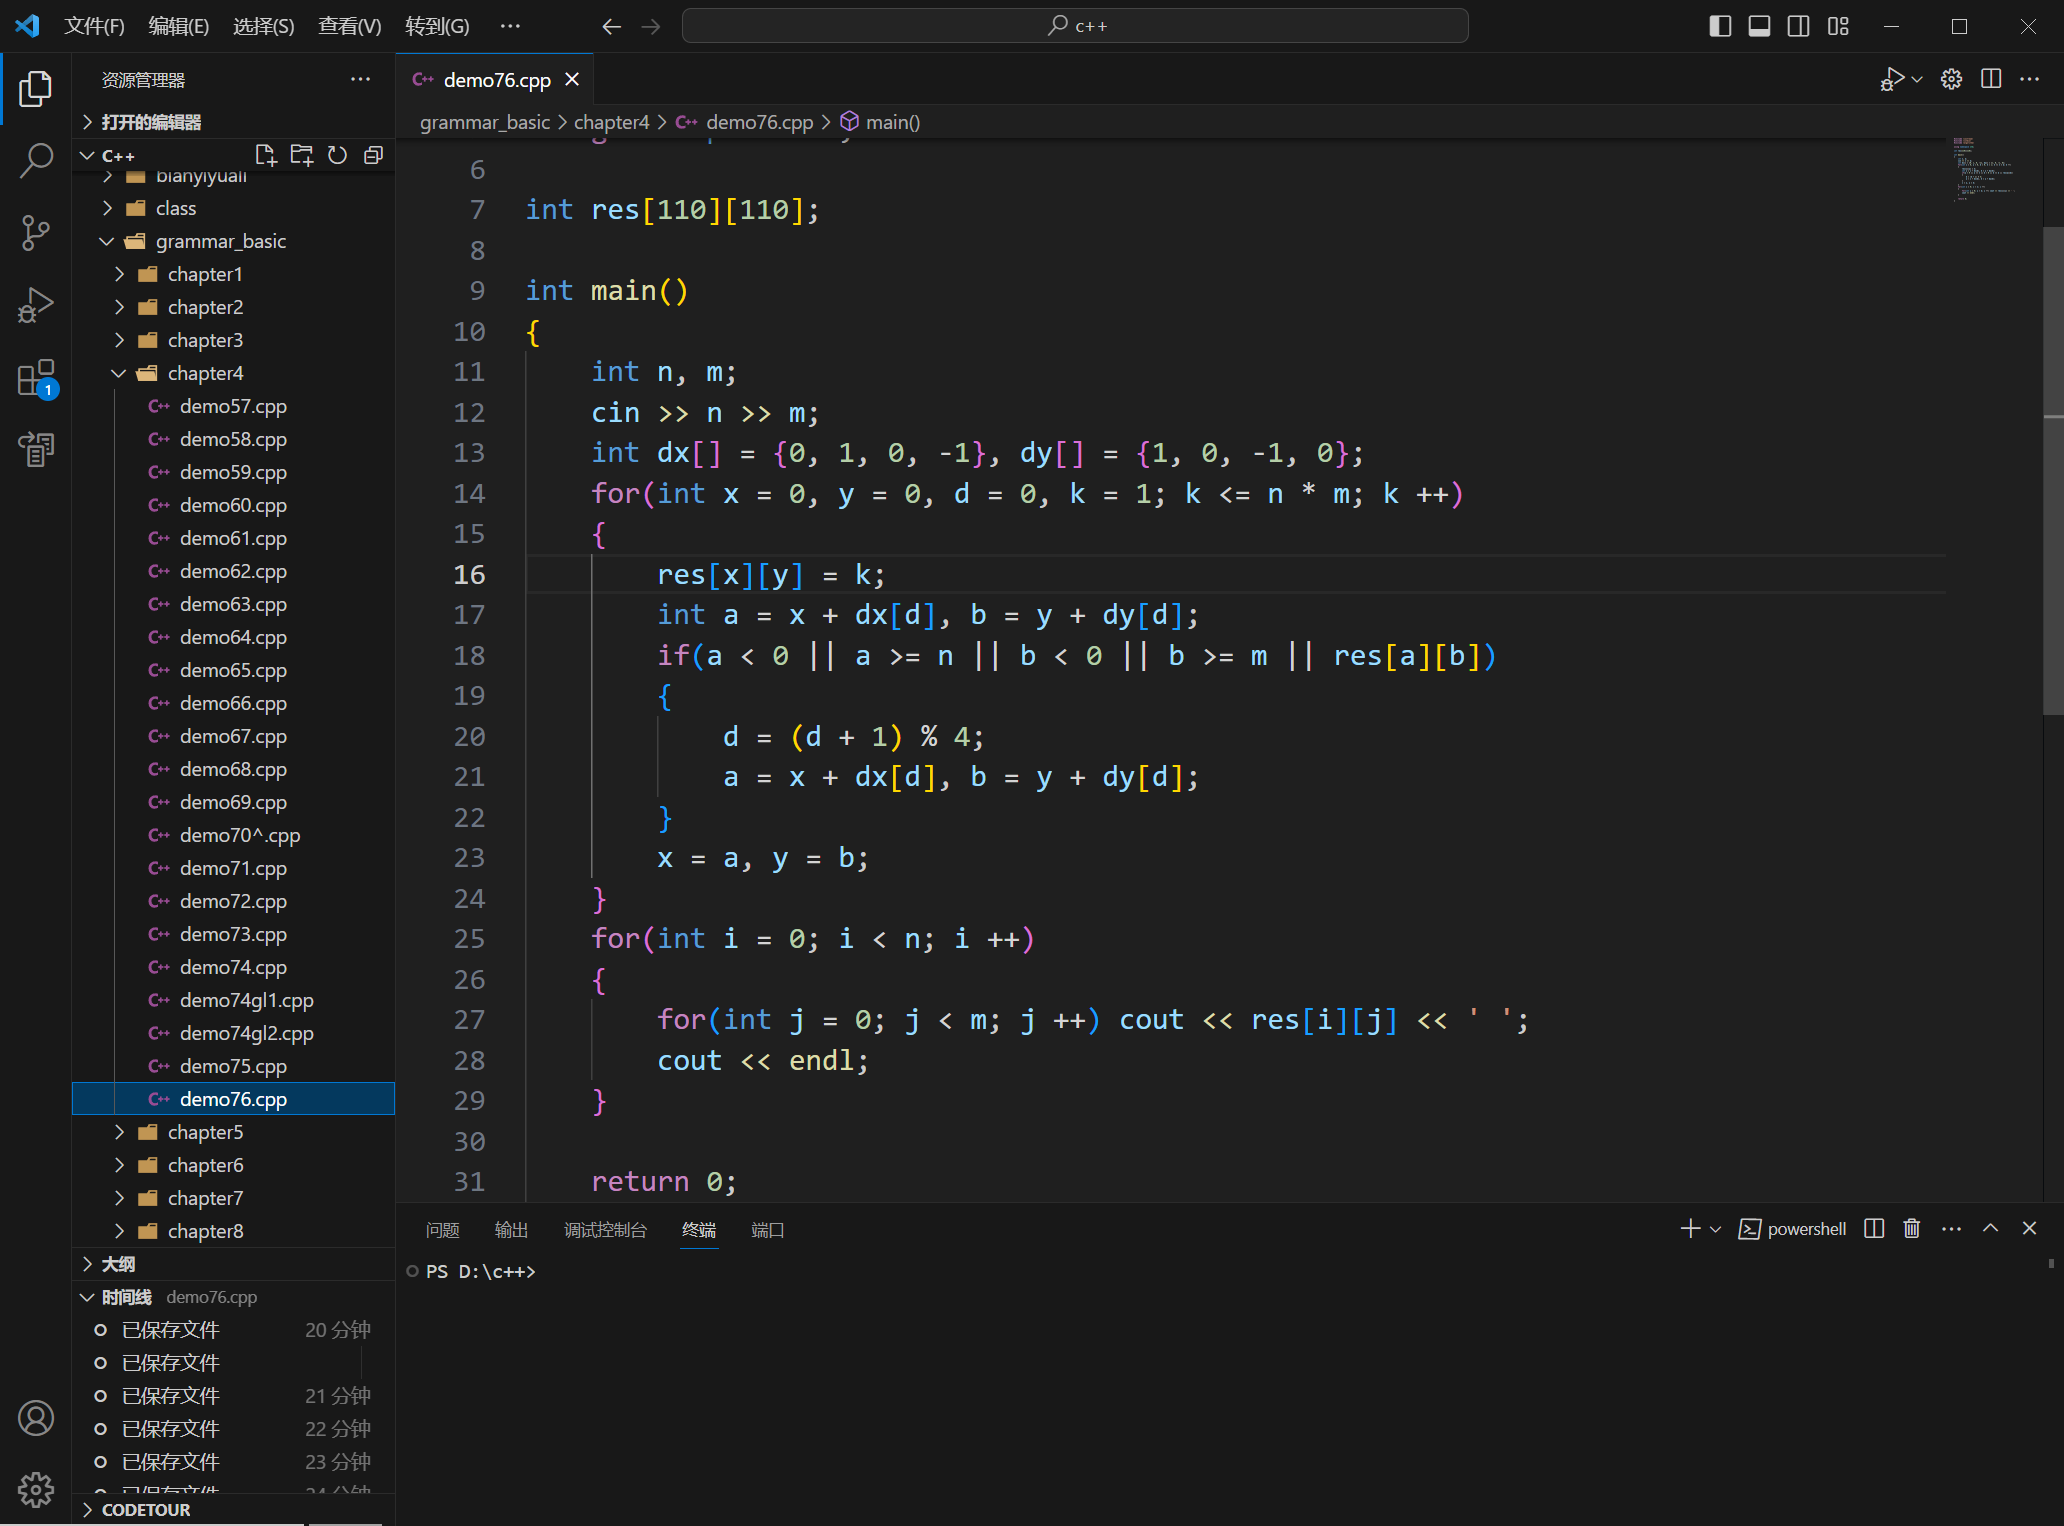 文件(F) 编辑(E) 选择(S) 查看(V) 转到(G) ··· c++
资源管理器 ···
打开的编辑器
C++
bianyiyuali
class
grammar_basic
chapter1
chapter2
chapter3
chapter4
demo57.cpp
demo58.cpp
demo59.cpp
demo60.cpp
demo61.cpp
demo62.cpp
demo63.cpp
demo64.cpp
demo65.cpp
demo66.cpp
demo67.cpp
demo68.cpp
demo69.cpp
demo70^.cpp
demo71.cpp
demo72.cpp
demo73.cpp
demo74.cpp
demo74gl1.cpp
demo74gl2.cpp
demo75.cpp
demo76.cpp
chapter5
chapter6
chapter7
chapter8
大纲
时间线 demo76.cpp
已保存文件 20 分钟
已保存文件
已保存文件 21 分钟
已保存文件 22 分钟
已保存文件 23 分钟
已保存文件 24 分钟
CODETOUR
1
C++ demo76.cpp
grammar_basic > chapter4 > C++ demo76.cpp > main()
6
7 int res[110][110];
8
9 int main()
10 {
11 int n, m;
12 cin >> n >> m;
13 int dx[] = {0, 1, 0, -1}, dy[] = {1, 0, -1, 0};
14 for(int x = 0, y = 0, d = 0, k = 1; k <= n * m; k ++)
15 {
16 res[x][y] = k;
17 int a = x + dx[d], b = y + dy[d];
18 if(a < 0 || a >= n || b < 0 || b >= m || res[a][b])
19 {
20 d = (d + 1) % 4;
21 a = x + dx[d], b = y + dy[d];
22 }
23 x = a, y = b;
24 }
25 for(int i = 0; i < n; i ++)
26 {
27 for(int j = 0; j < m; j ++) cout << res[i][j] << ' ';
28 cout << endl;
29 }
30
31 return 0;
问题 输出 调试控制台 终端 端口 powershell
PS D:\c++>